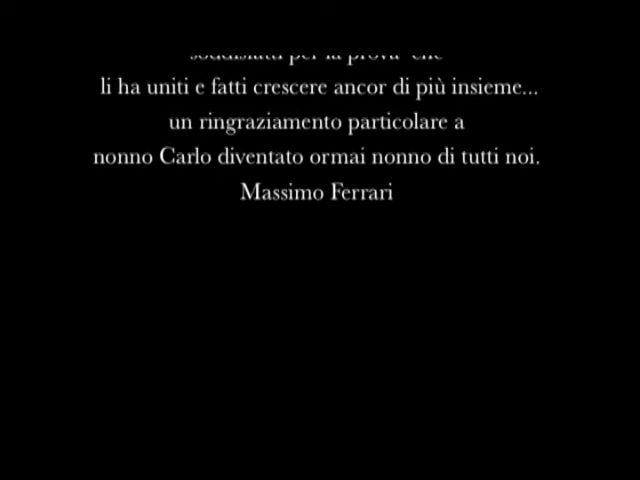 soddisfatti per la prova che
li ha uniti e fatti crescere ancor di più insieme...
un ringraziamento particolare a
nonno Carlo diventato ormai nonno di tutti noi.
Massimo Ferrari